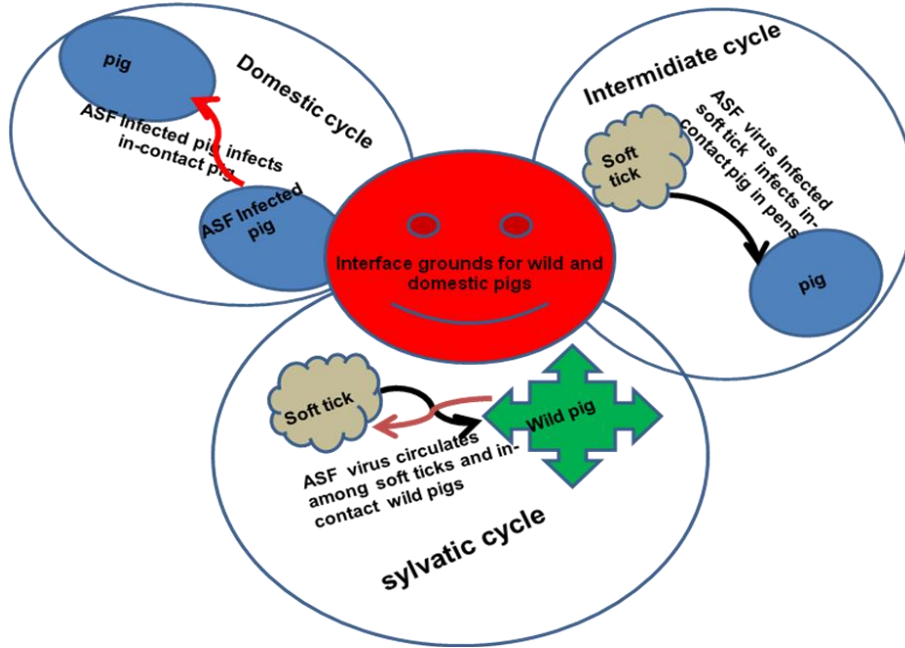 pig
Domestic cycle
ASF Infected pig infects
in-contact pig
ASF Infected
pig
Intermidiate cycle
Soft
tick
ASF virus Infected
soft tick infects in-
contact pig in pens
pig
Interface grounds for wild and
domestic pigs
Soft tick
Wild pig
ASF virus circulates
among soft ticks and in-
contact wild pigs
sylvatic cycle